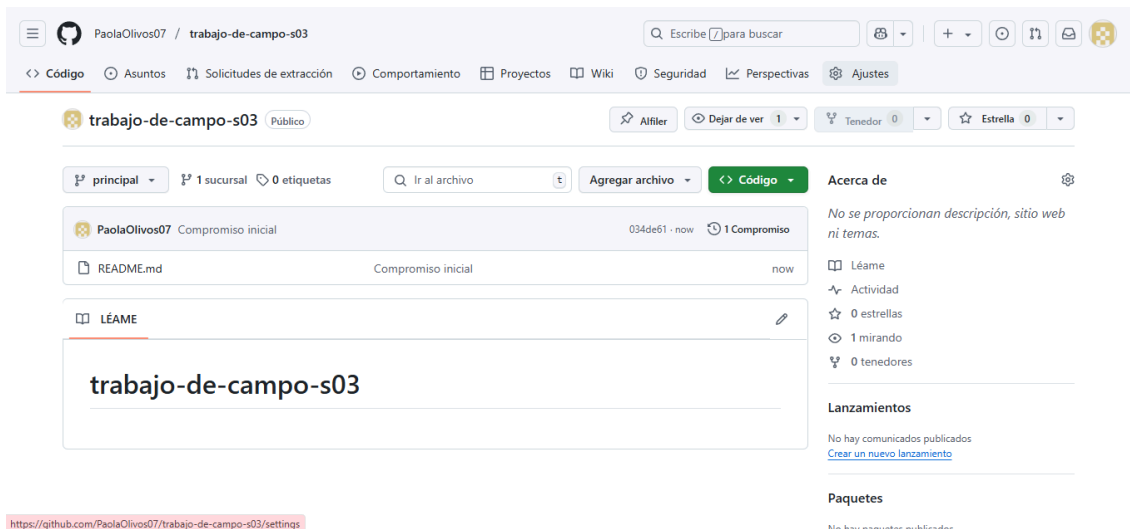 PaolaOlivos07 / trabajo-de-campo-s03
Escribe / para buscar
Código Asuntos Solicitudes de extracción Comportamiento Proyectos Wiki Seguridad Perspectivas Ajustes
trabajo-de-campo-s03 Público
Alfiler Dejar de ver 1 Tenedor 0 Estrella 0
principal 1 sucursal 0 etiquetas Ir al archivo t Agregar archivo Código
PaolaOlivos07 Compromiso inicial 034de61 · now 1 Compromiso
README.md Compromiso inicial now
LÉAME
trabajo-de-campo-s03
Acerca de
No se proporcionan descripción, sitio web
ni temas.
Léame
Actividad
0 estrellas
1 mirando
0 tenedores
Lanzamientos
No hay comunicados publicados
Crear un nuevo lanzamiento
Paquetes
No hay paquetes publicados
https://github.com/PaolaOlivos07/trabajo-de-campo-s03/settings